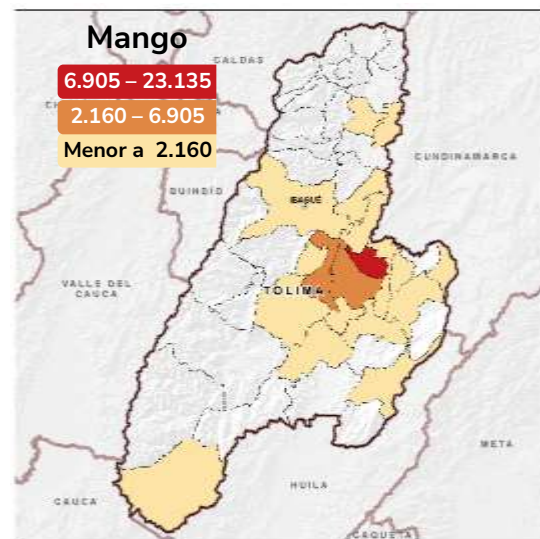 Mango
6.905 – 23.135
2.160 – 6.905
Menor a 2.160
CALDAS
CUNDINAMARCA
QUINDÍO
IBAGUÉ
VALLE DEL
CAUCA
TOLIMA
META
HUILA
CAUCA
CAQUETA